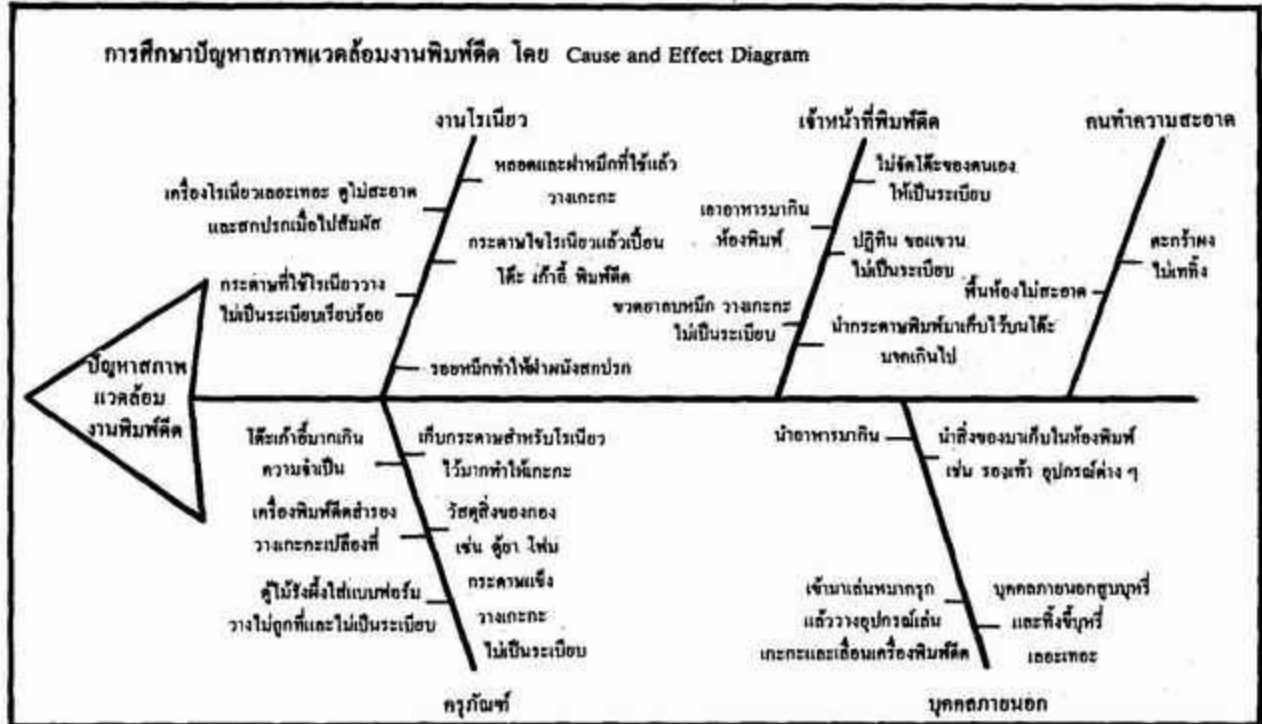 การศึกษาปัญหาสภาพแวดล้อมงานพิมพ์ดีด โดย Cause and Effect Diagram
งานโรเนียว
หลอดและฝาหมึกที่ใช้แล้ว
วางเกะกะ
เครื่องโรเนียวเลอะเทอะ ดูไม่สะอาด
และสกปรกเมื่อไปสัมผัส
กระดาษไขโรเนียวแล้วเปื้อน
โต๊ะ เก้าอี้ พิมพ์ดีด
กระดาษที่ใช้โรเนียววาง
ไม่เป็นระเบียบเรียบร้อย
รอยหมึกทำให้ฝาผนังสกปรก
เจ้าหน้าที่พิมพ์ดีด
ไม่จัดโต๊ะของตนเอง
ให้เป็นระเบียบ
เอาอาหารมากิน
ห้องพิมพ์
ปฏิทิน ขอแขวน
ไม่เป็นระเบียบ
ขวดยาลบหมึก วางเกะกะ
ไม่เป็นระเบียบ
นำกระดาษพิมพ์มาเก็บไว้บนโต๊ะ
มากเกินไป
คนทำความสะอาด
ตะกร้าผง
ไม่เททิ้ง
พื้นห้องไม่สะอาด
ปัญหาสภาพ
แวดล้อม
งานพิมพ์ดีด
โต๊ะเก้าอี้มากเกิน
ความจำเป็น
เก็บกระดาษสำหรับโรเนียว
ไว้มากทำให้เกะกะ
เครื่องพิมพ์ดีดสำรอง
วางเกะกะเปลืองที่
วัสดุสิ่งของกอง
เช่น ตู้ยา โฟม
กระดาษแข็ง
วางเกะกะ
ไม่เป็นระเบียบ
ตู้ไม้รังผึ้งใส่แบบฟอร์ม
วางไม่ถูกที่และไม่เป็นระเบียบ
ครุภัณฑ์
นำอาหารมากิน
นำสิ่งของมาเก็บในห้องพิมพ์
เช่น รองเท้า อุปกรณ์ต่าง ๆ
เข้ามาเล่นหมากรุก
แล้ววางอุปกรณ์เล่น
เกะกะและเลื่อนเครื่องพิมพ์ดีด
บุคคลภายนอกสูบบุหรี่
และทิ้งขี้บุหรี่
เลอะเทอะ
บุคคลภายนอก